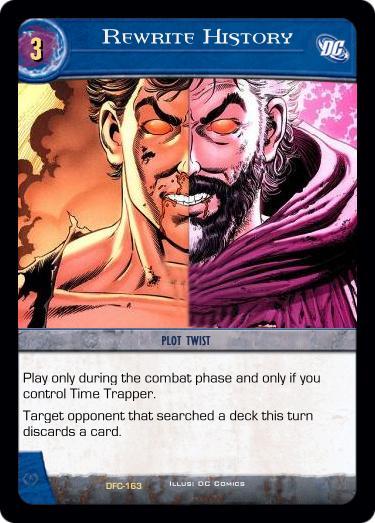 3
REWRITE HISTORY
DC
PLOT TWIST
Play only during the combat phase and only if you
control Time Trapper.
Target opponent that searched a deck this turn
discards a card.
DFC-163
ILLUS: DC COMICS